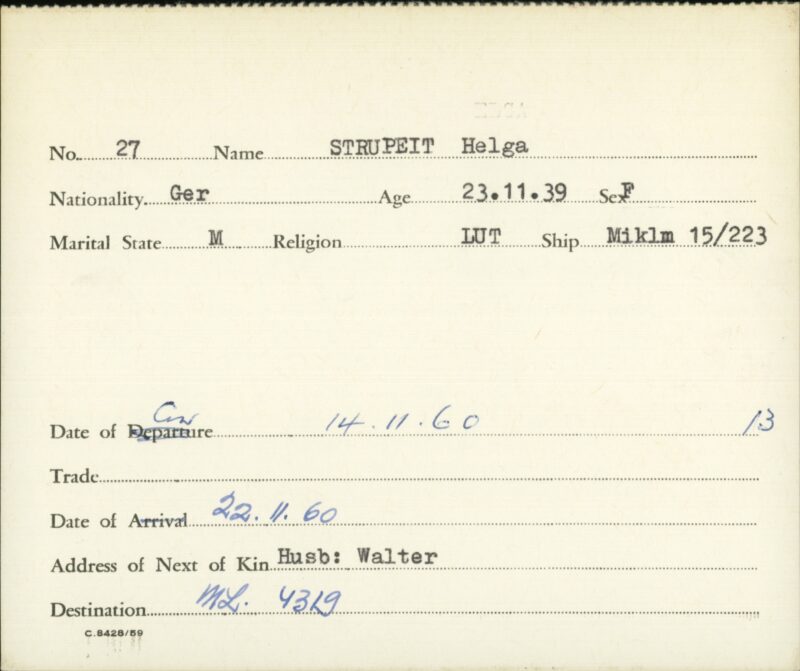 No. 27 Name STRUPEIT Helga
Nationality Ger Age 23.11.39 Sex F
Marital State M Religion LUT Ship Miklm 15/223
Date of Departure 14.11.60 13
Trade
Date of Arrival 22.11.60
Address of Next of Kin Husb: Walter
Destination ML. 4319
C.8428/59